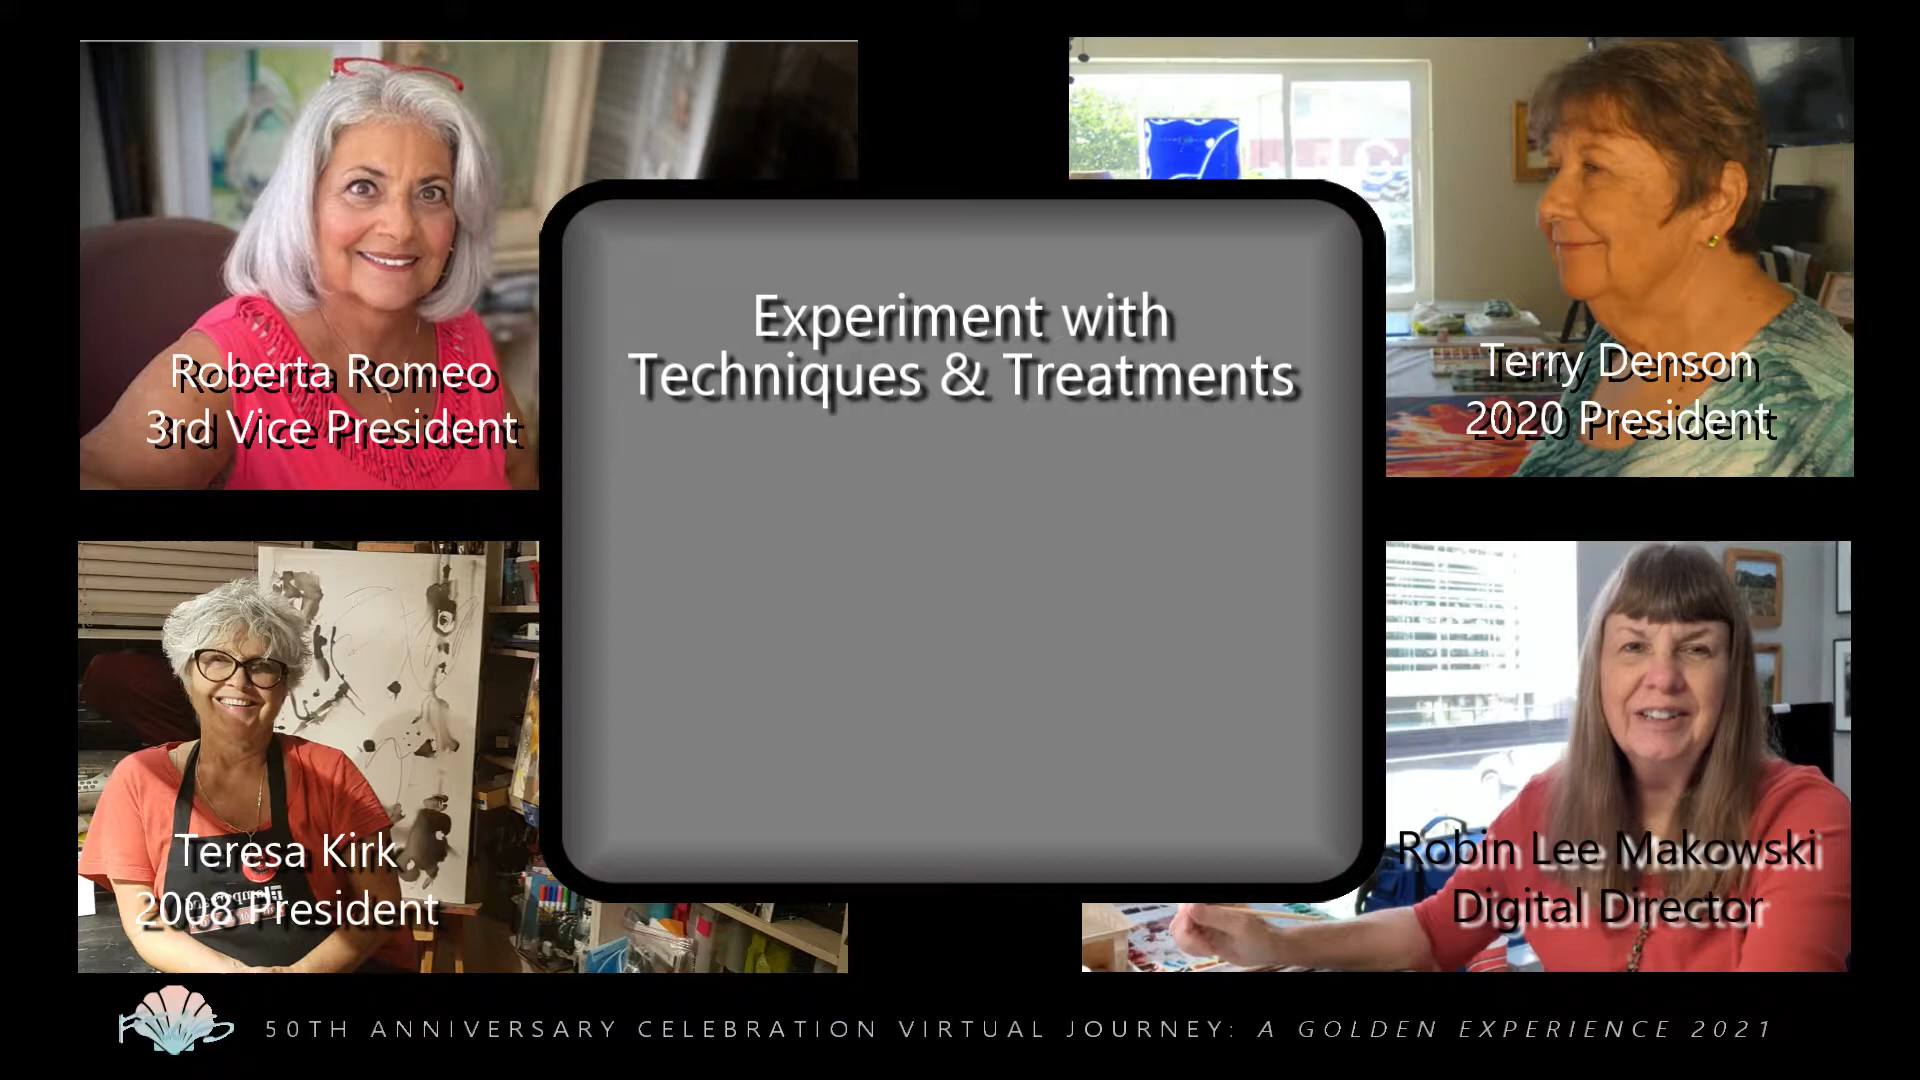 Roberta Romeo
3rd Vice President
Experiment with
Techniques & Treatments
Terry Denson
2020 President
Teresa Kirk
2008 President
Robin Lee Makowski
Digital Director
50TH ANNIVERSARY CELEBRATION VIRTUAL JOURNEY: A GOLDEN EXPERIENCE 2021